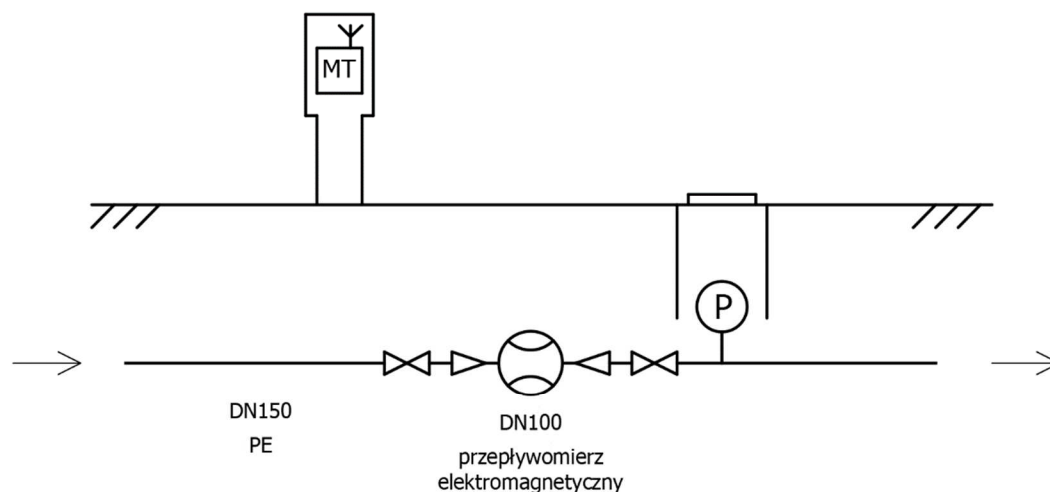 MT
P
DN150
PE
DN100
przepływomierz
elektromagnetyczny